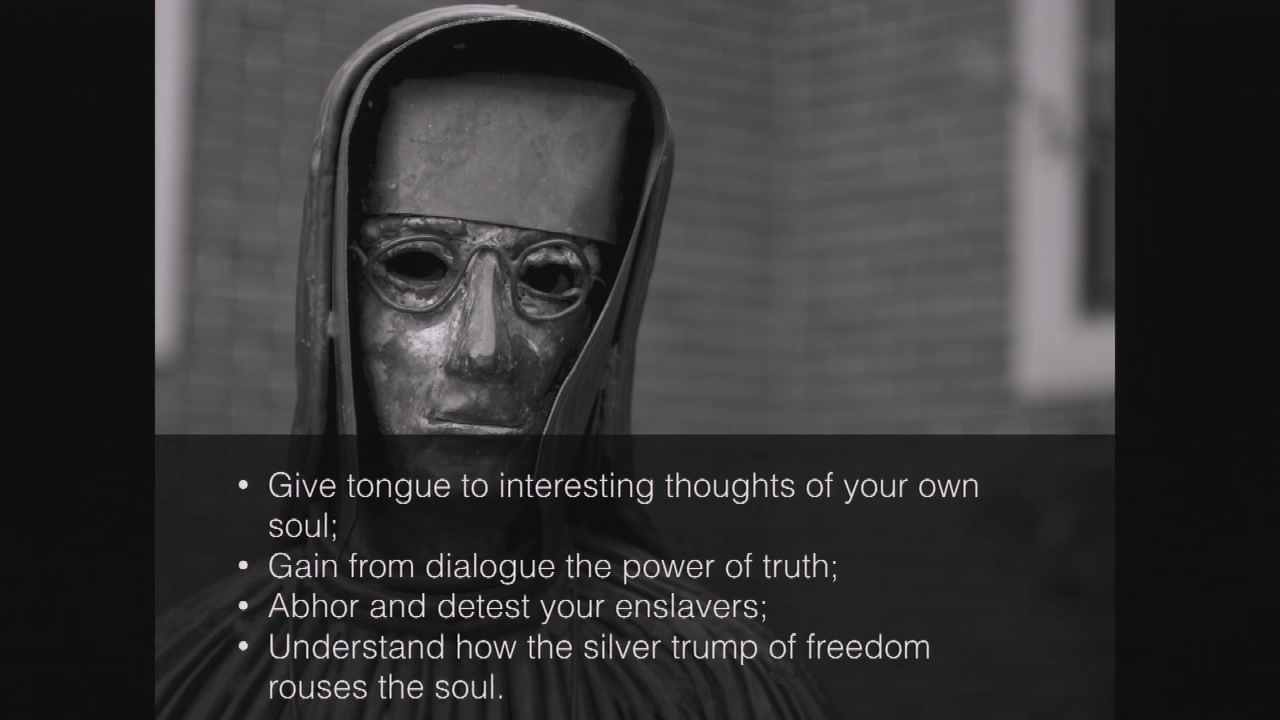 • Give tongue to interesting thoughts of your own
soul;
• Gain from dialogue the power of truth;
• Abhor and detest your enslavers;
• Understand how the silver trump of freedom
rouses the soul.